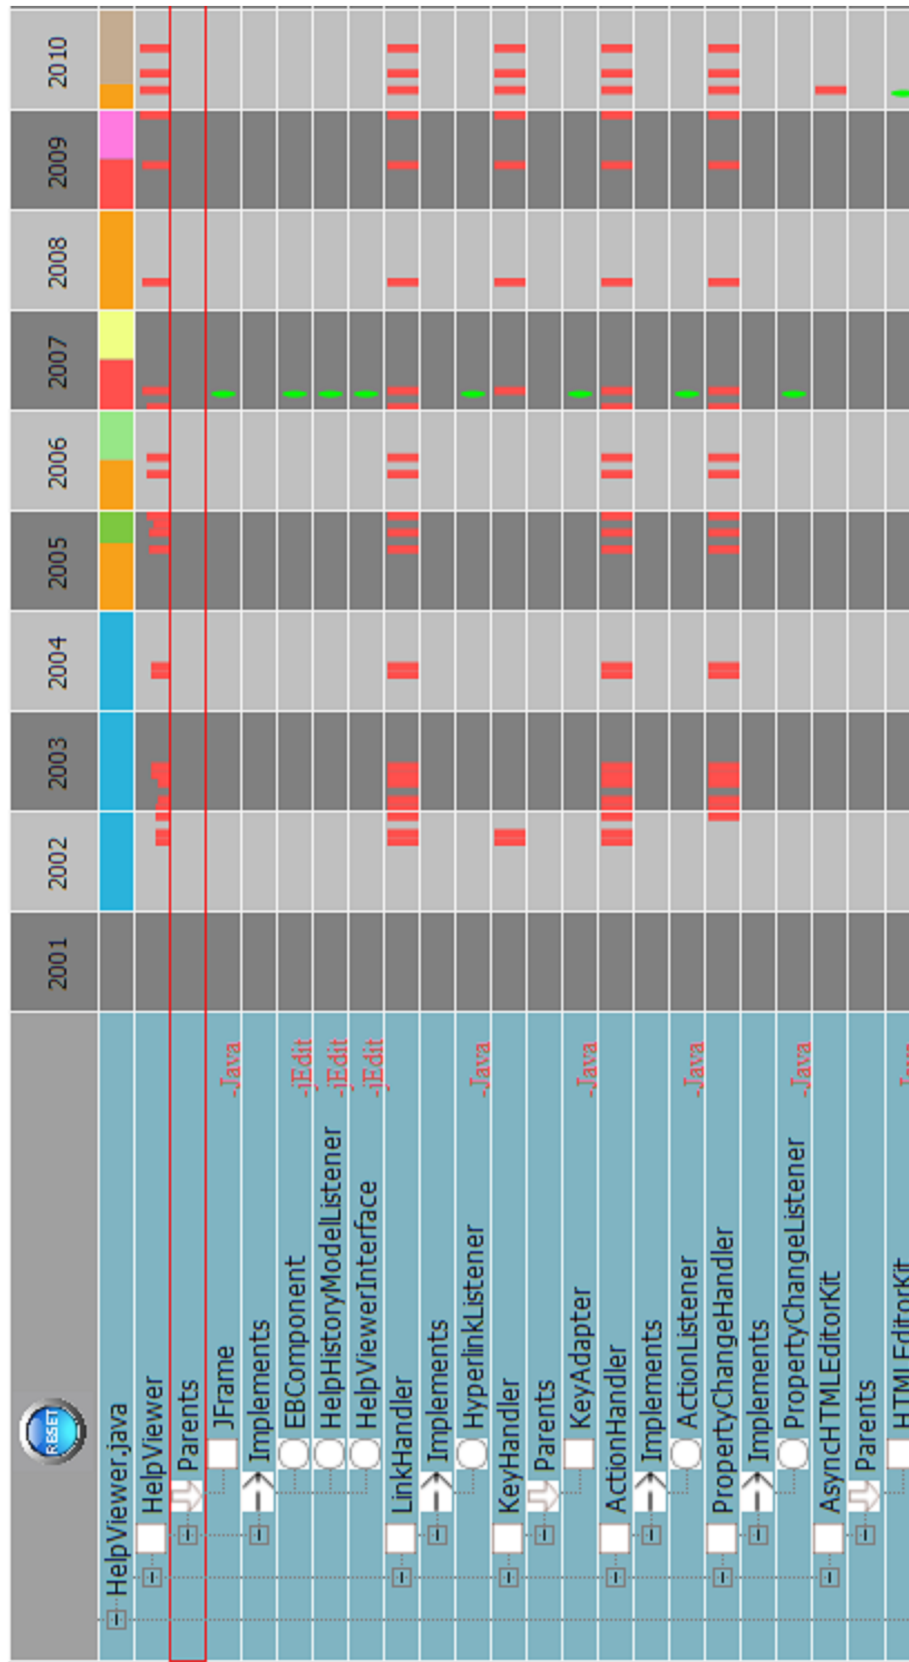 RESET 2001 2002 2003 2004 2005 2006 2007 2008 2009 2010
HelpViewer.java
HelpViewer
Parents
JFrame -Java
Implements
EBComponent -jEdit
HelpHistoryModelListener -jEdit
HelpViewerInterface -jEdit
LinkHandler
Implements
HyperlinkListener -Java
KeyHandler
Parents
KeyAdapter -Java
ActionHandler
Implements
ActionListener -Java
PropertyChangeHandler
Implements
PropertyChangeListener -Java
AsyncHTMLEditorKit
Parents
HTMLEditorKit -Java